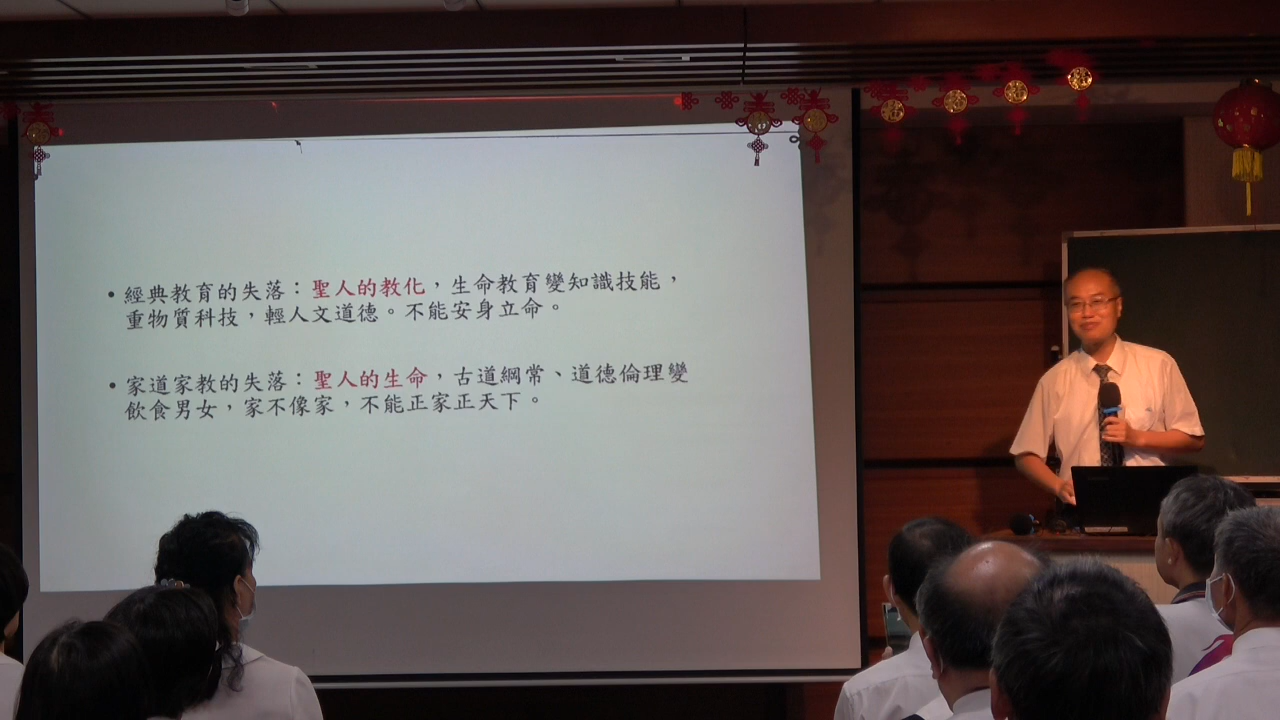 • 經典教育的失落：聖人的教化，生命教育變知識技能，
重物質科技，輕人文道德。不能安身立命。
• 家道家教的失落：聖人的生命，古道綱常、道德倫理變
飲食男女，家不像家，不能正家正天下。